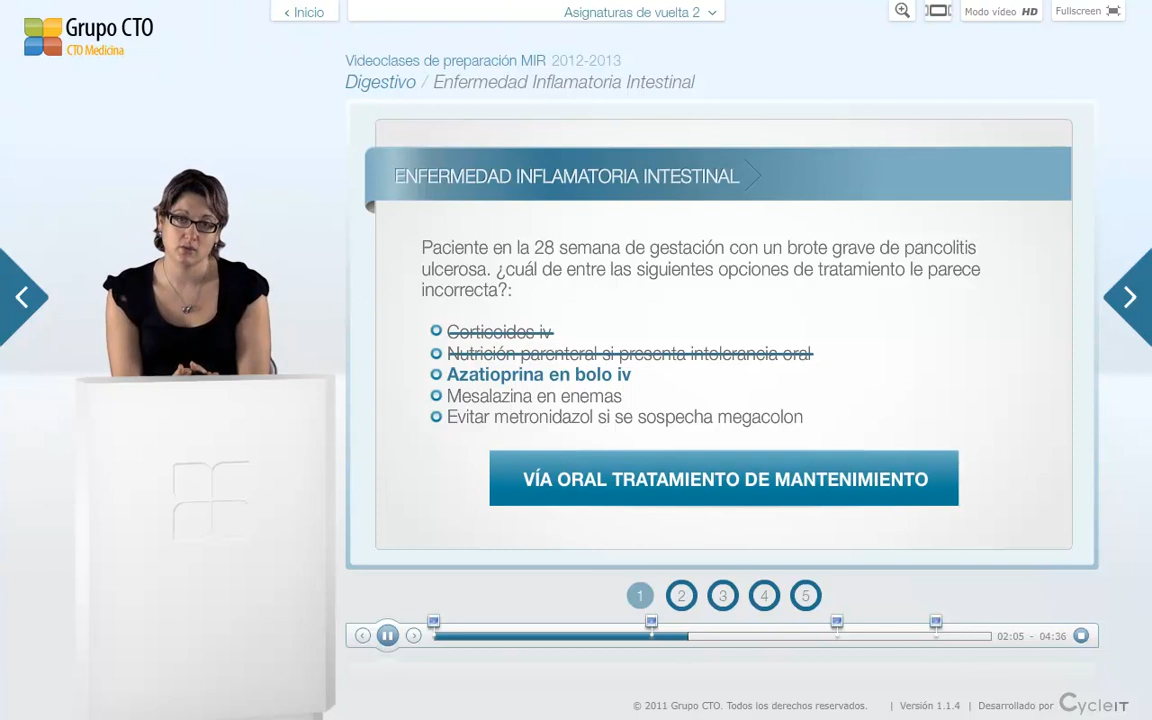 Grupo CTO
CTO Medicina
‹ Inicio
Asignaturas de vuelta 2
Modo vídeo HD
Fullscreen
Videoclases de preparación MIR 2012-2013
Digestivo / Enfermedad Inflamatoria Intestinal
ENFERMEDAD INFLAMATORIA INTESTINAL
Paciente en la 28 semana de gestación con un brote grave de pancolitis
ulcerosa. ¿cuál de entre las siguientes opciones de tratamiento le parece
incorrecta?:
Corticoides iv
Nutrición parenteral si presenta intolerancia oral
Azatioprina en bolo iv
Mesalazina en enemas
Evitar metronidazol si se sospecha megacolon
VÍA ORAL TRATAMIENTO DE MANTENIMIENTO
1 2 3 4 5
02:05 - 04:36
© 2011 Grupo CTO. Todos los derechos reservados. | Versión 1.1.4 | Desarrollado por CycleIT